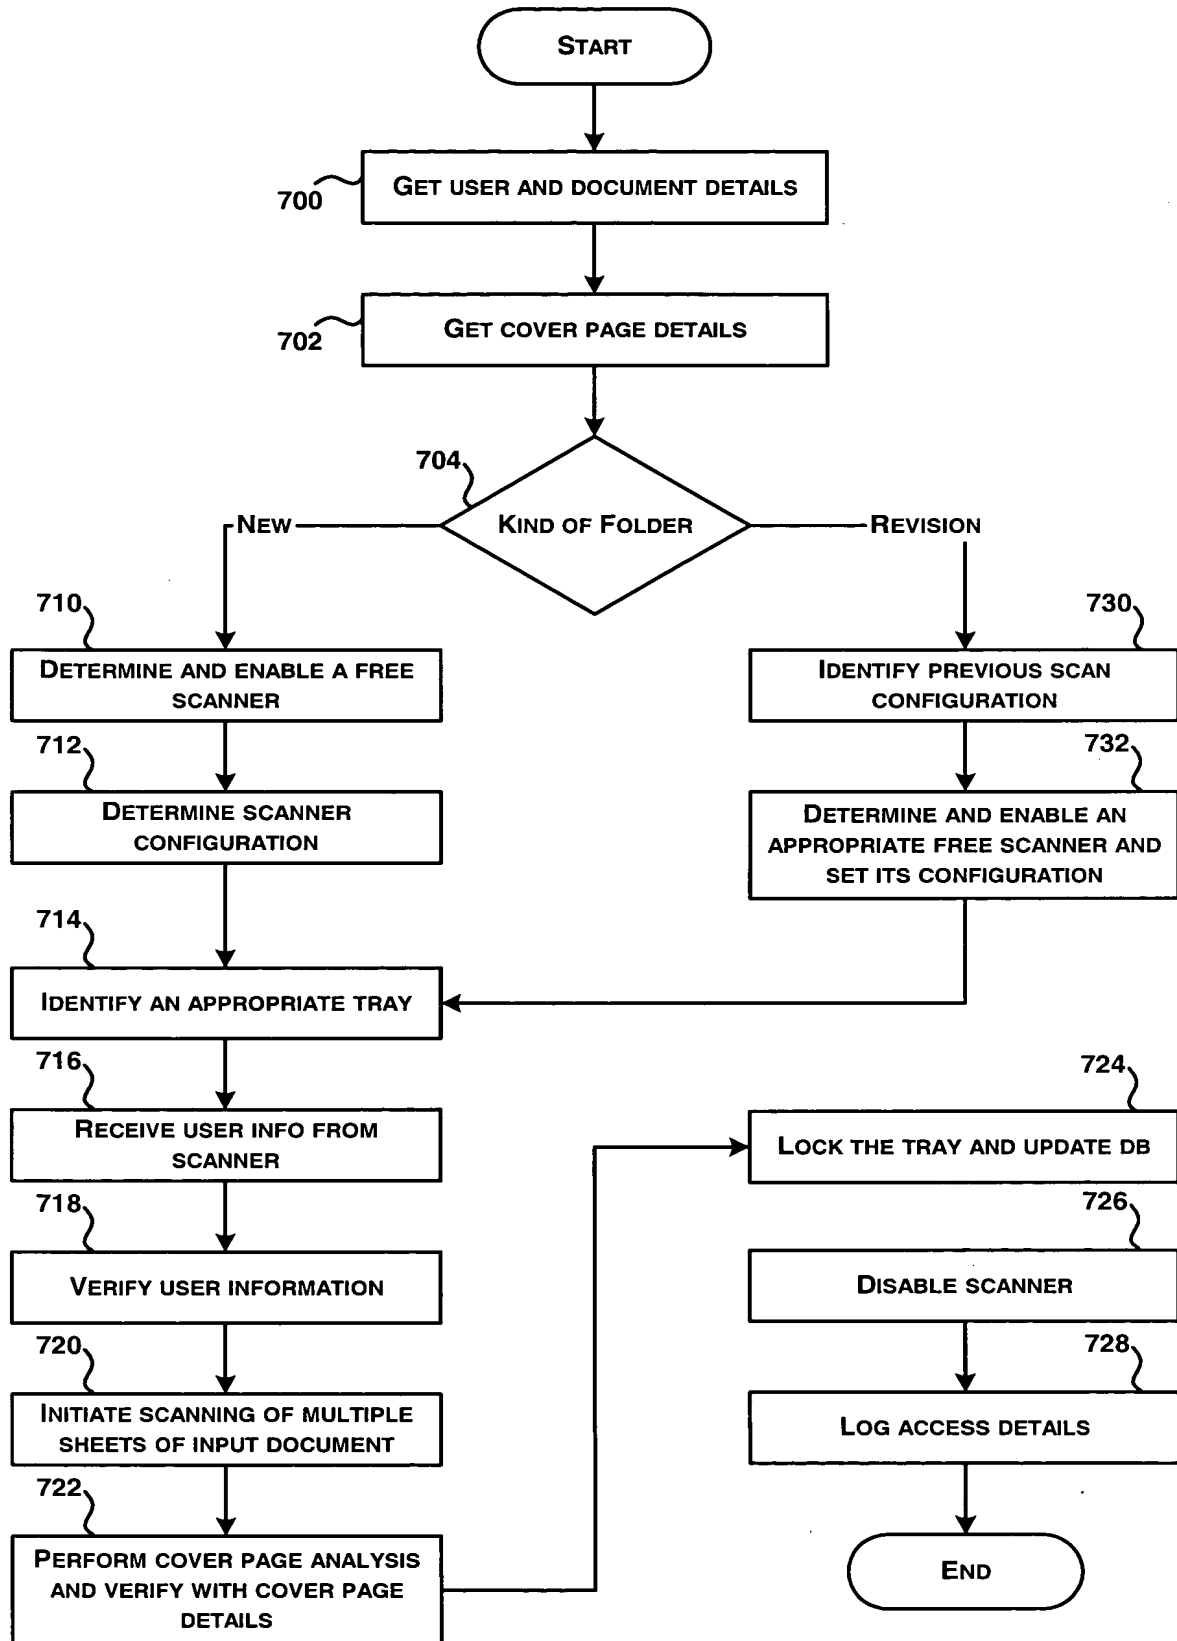 START
700
GET USER AND DOCUMENT DETAILS
702
GET COVER PAGE DETAILS
704
KIND OF FOLDER
NEW
REVISION
710
DETERMINE AND ENABLE A FREE
SCANNER
712
DETERMINE SCANNER
CONFIGURATION
730
IDENTIFY PREVIOUS SCAN
CONFIGURATION
732
DETERMINE AND ENABLE AN
APPROPRIATE FREE SCANNER AND
SET ITS CONFIGURATION
714
IDENTIFY AN APPROPRIATE TRAY
716
RECEIVE USER INFO FROM
SCANNER
718
VERIFY USER INFORMATION
720
INITIATE SCANNING OF MULTIPLE
SHEETS OF INPUT DOCUMENT
722
PERFORM COVER PAGE ANALYSIS
AND VERIFY WITH COVER PAGE
DETAILS
724
LOCK THE TRAY AND UPDATE DB
726
DISABLE SCANNER
728
LOG ACCESS DETAILS
END